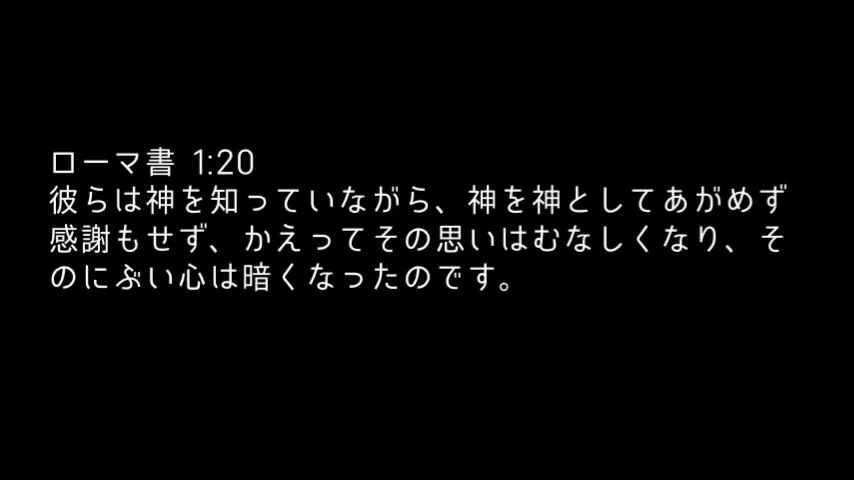 ローマ書 1:20
彼らは神を知っていながら、神を神としてあがめず
感謝もせず、かえってその思いはむなしくなり、そ
のにぶい心は暗くなったのです。